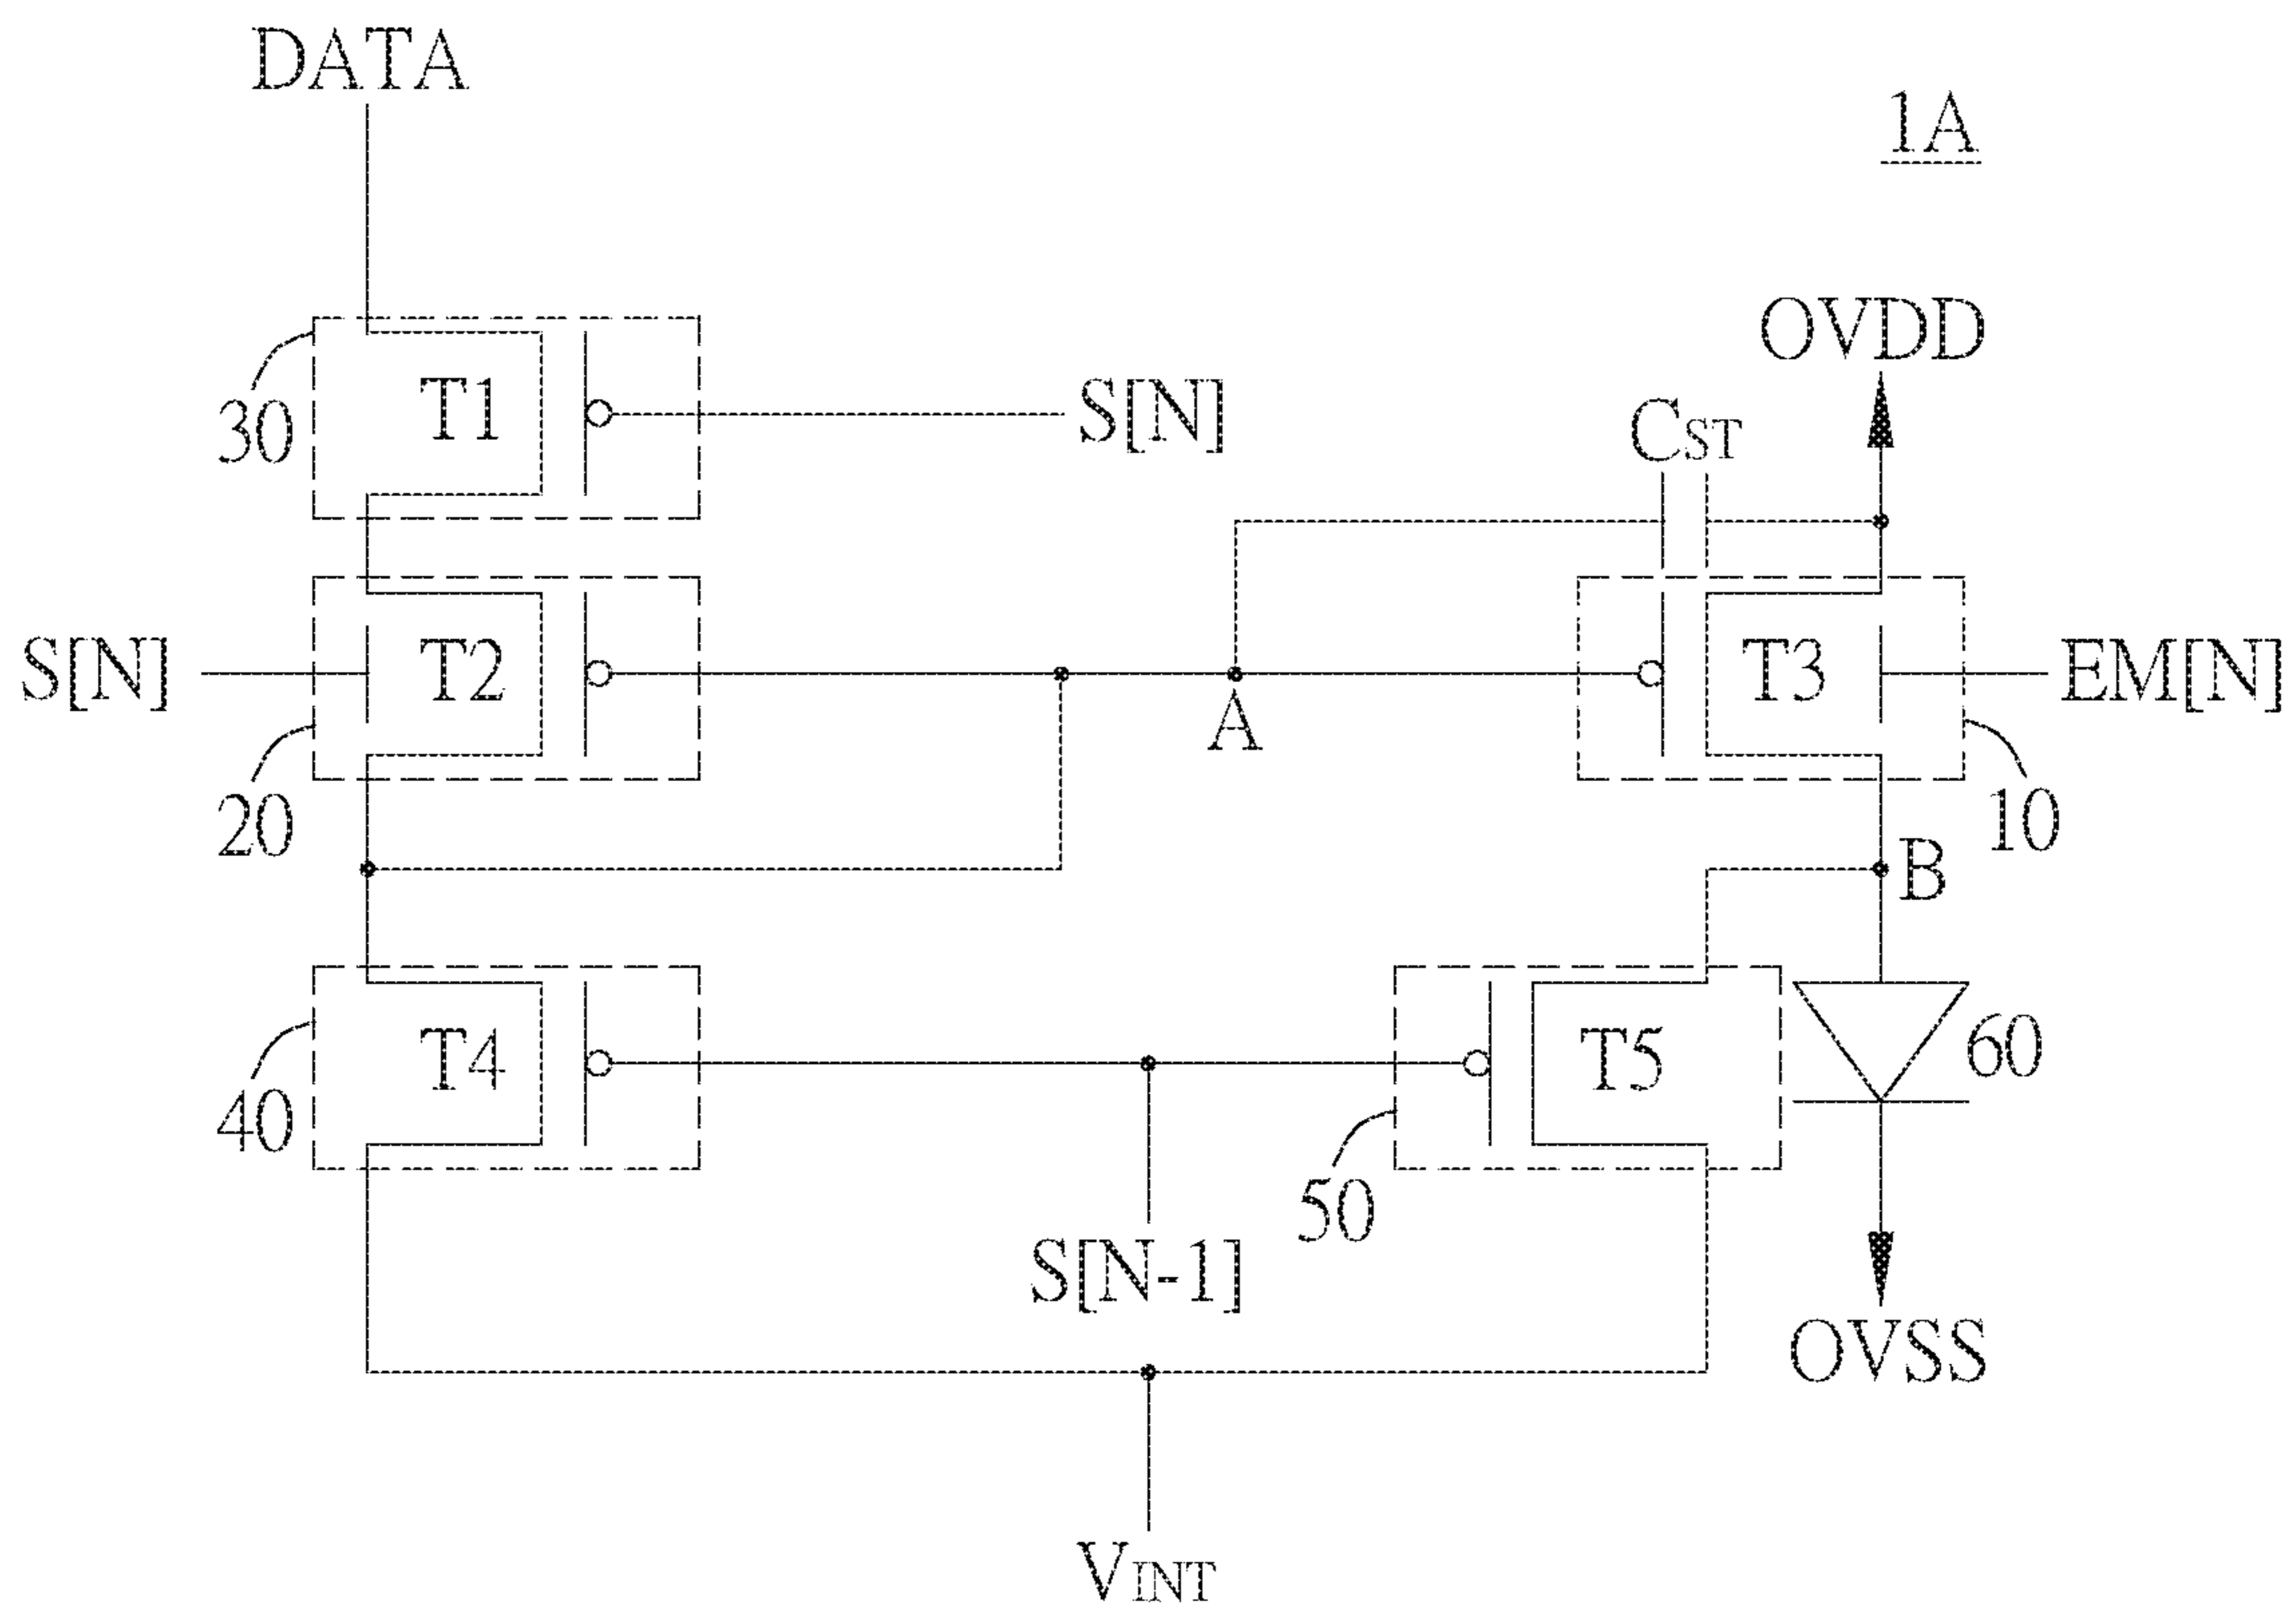 DATA
1A
OVDD
30
T1
S[N]
CST
S[N]
T2
A
T3
EM[N]
20
10
B
40
T4
T5
60
50
S[N-1]
OVSS
VINT